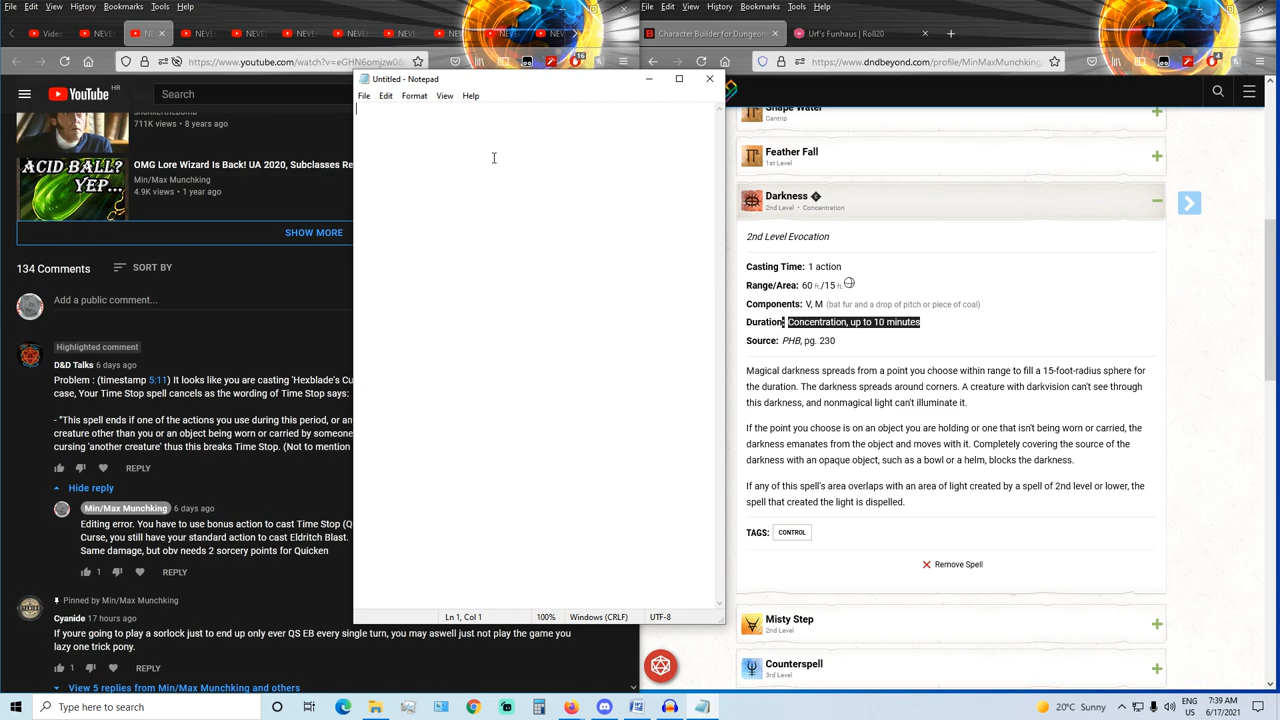 File Edit View History Bookmarks Tools Help
Video
NEVE
N
NEVE
NEVE
NEVE
NEVE
NEVE
https://www.youtube.com/watch?v=eGHN6omjzw0&
16
YouTube HR
Search
711K views • 8 years ago
ACID BALL?
YEP...
OMG Lore Wizard Is Back! UA 2020, Subclasses Re
Min/Max Munchking
4.9K views • 1 year ago
SHOW MORE
134 Comments SORT BY
Add a public comment...
Highlighted comment
D&D Talks 6 days ago
Problem : (timestamp 5:11) It looks like you are casting 'Hexblade's Cu
case, Your Time Stop spell cancels as the wording of Time Stop says:
- "This spell ends if one of the actions you use during this period, or an
creature other than you or an object being worn or carried by someone
cursing 'another creature' thus this breaks Time Stop. (Not to mention
REPLY
Hide reply
Min/Max Munchking 6 days ago
Editing error. You have to use bonus action to cast Time Stop (Q
course, you still have your standard action to cast Eldritch Blast.
Same damage, but obv needs 2 sorcery points for Quicken
1 REPLY
Pinned by Min/Max Munchking
Cyanide 17 hours ago
If youre going to play a sorlock just to end up only ever QS EB every single turn, you may aswell just not play the game you
lazy one trick pony.
1 REPLY
View 5 replies from Min/Max Munchking and others
Untitled - Notepad
File Edit Format View Help
Ln 1, Col 1 100% Windows (CRLF) UTF-8
File Edit View History Bookmarks Tools Help
Character Builder for Dungeons
Urf's Funhaus | Roll20
https://www.dndbeyond.com/profile/MinMaxMunchking/
Shape Water
Cantrip
Feather Fall
1st Level
Darkness
2nd Level • Concentration
2nd Level Evocation
Casting Time: 1 action
Range/Area: 60 ft./15 ft.
Components: V, M (bat fur and a drop of pitch or piece of coal)
Duration: Concentration, up to 10 minutes
Source: PHB, pg. 230
Magical darkness spreads from a point you choose within range to fill a 15-foot-radius sphere for
the duration. The darkness spreads around corners. A creature with darkvision can't see through
this darkness, and nonmagical light can't illuminate it.
If the point you choose is on an object you are holding or one that isn't being worn or carried, the
darkness emanates from the object and moves with it. Completely covering the source of the
darkness with an opaque object, such as a bowl or a helm, blocks the darkness.
If any of this spell's area overlaps with an area of light created by a spell of 2nd level or lower, the
spell that created the light is dispelled.
TAGS: CONTROL
Remove Spell
Misty Step
2nd Level
Counterspell
3rd Level
Type here to search
20°C Sunny
ENG
US
7:39 AM
6/17/2021